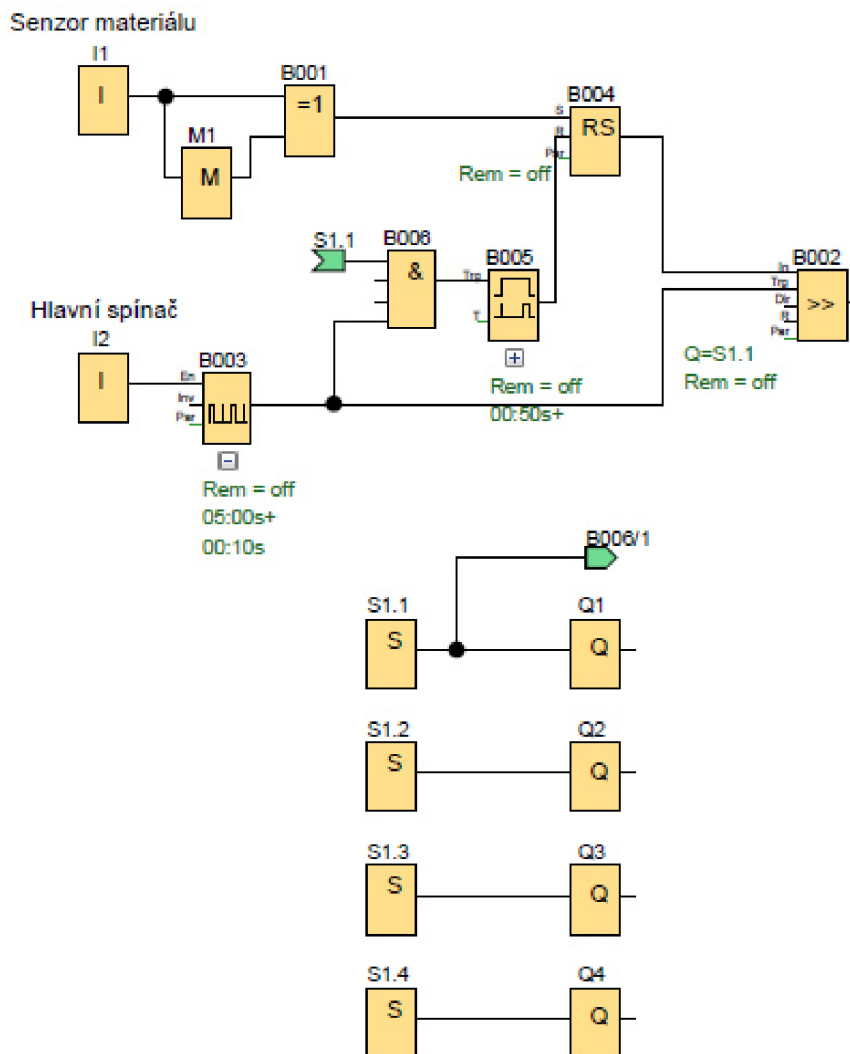 Senzor materiálu
I1
I
B001
=1
M1
M
B004
S
R
Par
RS
Rem = off
S1.1
B006
&
B005
Trg
T
Rem = off
00:50s+
B002
In
Trg
Dir
R
Par
>>
Q=S1.1
Rem = off
Hlavní spínač
I2
I
B003
En
Inv
Par
Rem = off
05:00s+
00:10s
B006/1
S1.1
S
Q1
Q
S1.2
S
Q2
Q
S1.3
S
Q3
Q
S1.4
S
Q4
Q